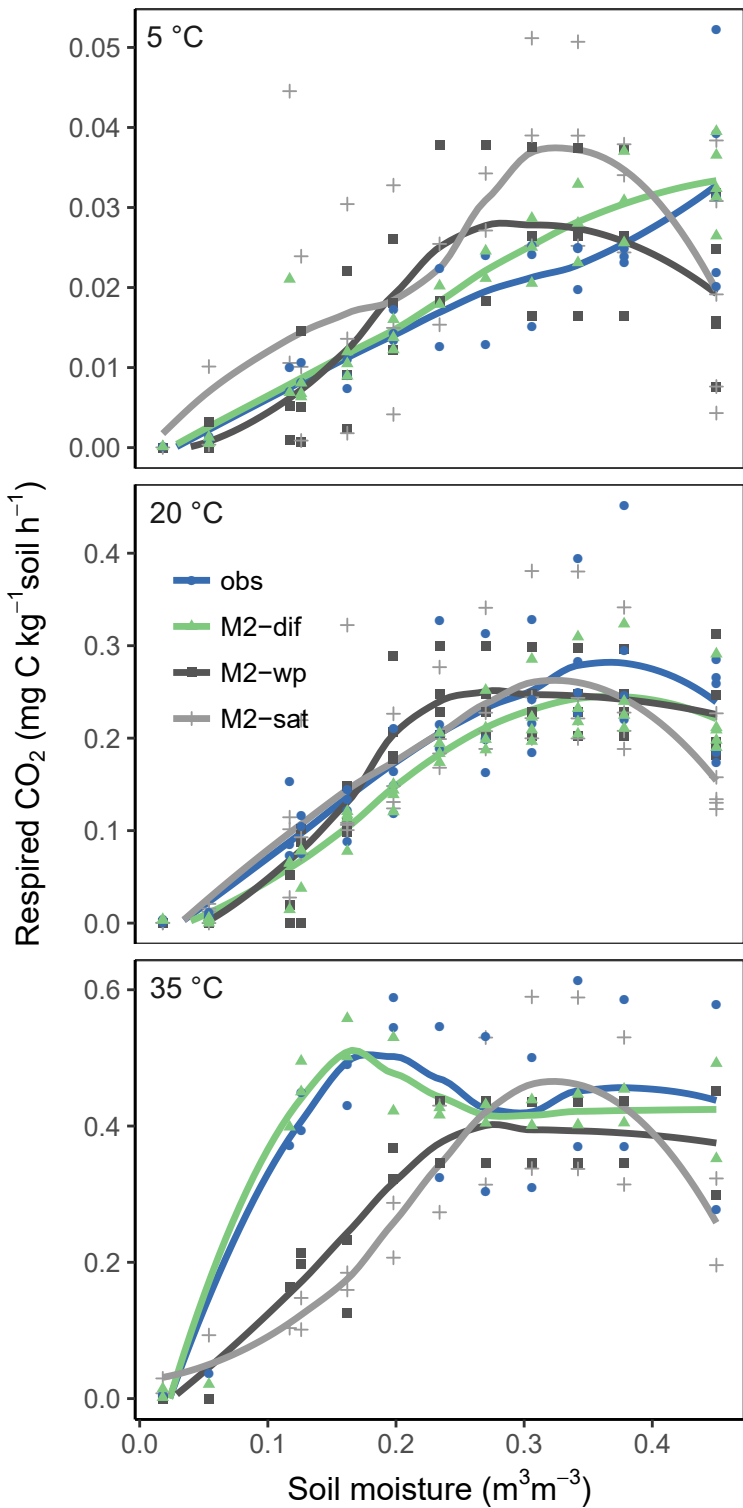 5 °C
0.05
0.04
0.03
0.02
0.01
0.00
20 °C
0.4
0.3
0.2
0.1
0.0
obs
M2−dif
M2−wp
M2−sat
35 °C
0.6
0.4
0.2
0.0
0.0 0.1 0.2 0.3 0.4
Soil moisture (m³m⁻³)
Respired CO₂ (mg C kg⁻¹soil h⁻¹)